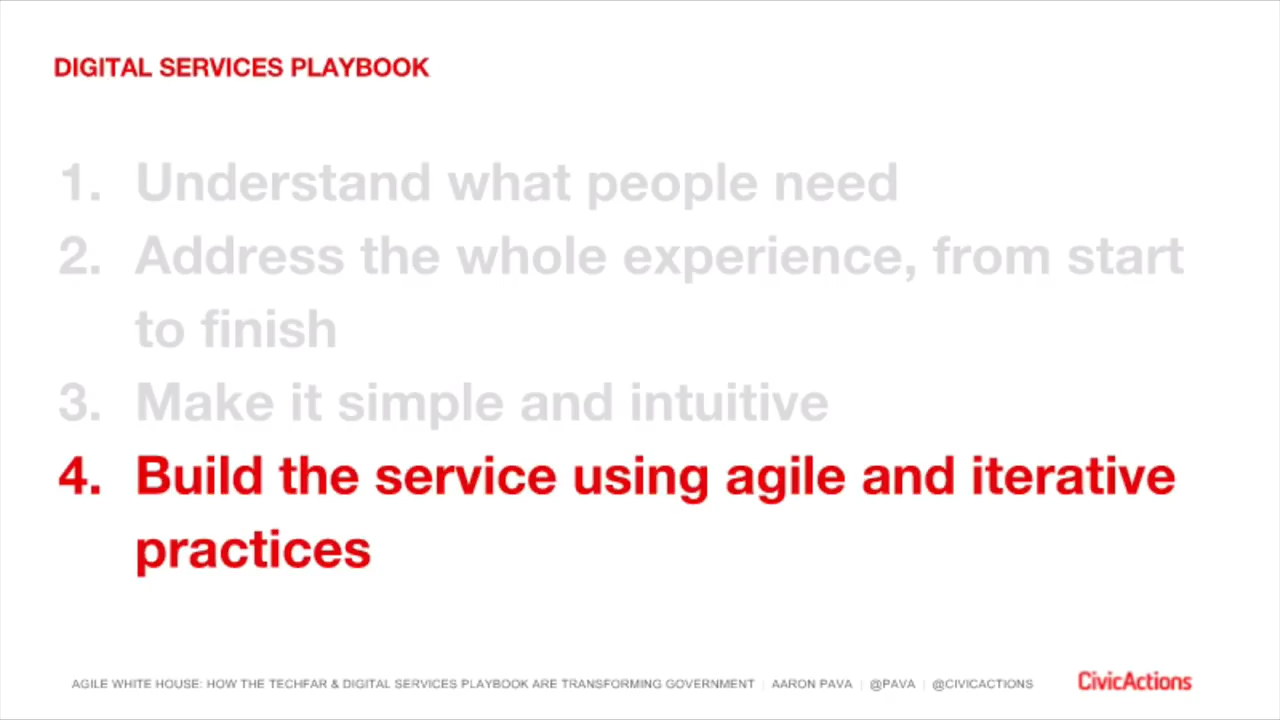 DIGITAL SERVICES PLAYBOOK
1. Understand what people need
2. Address the whole experience, from start
to finish
3. Make it simple and intuitive
4. Build the service using agile and iterative
practices
AGILE WHITE HOUSE: HOW THE TECHFAR & DIGITAL SERVICES PLAYBOOK ARE TRANSFORMING GOVERNMENT | AARON PAVA | @PAVA | @CIVICACTIONS CivicActions